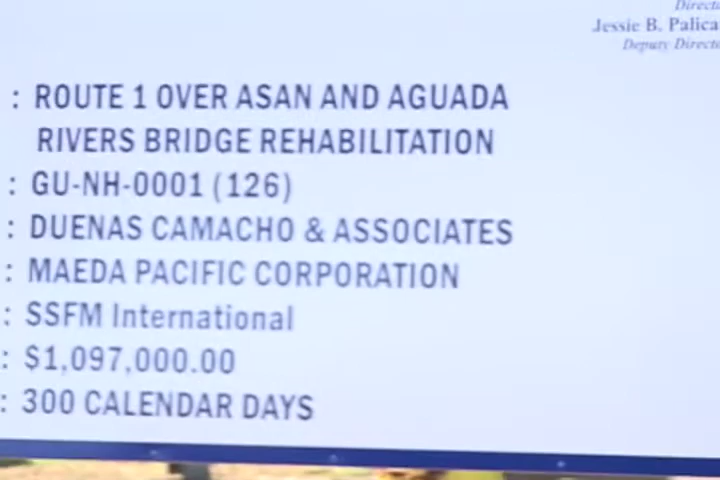 Jessie B. Palica
Deputy
: ROUTE 1 OVER ASAN AND AGUADA
RIVERS BRIDGE REHABILITATION
: GU-NH-0001 (126)
: DUENAS CAMACHO & ASSOCIATES
: MAEDA PACIFIC CORPORATION
: SSFM International
: $1,097,000.00
: 300 CALENDAR DAYS